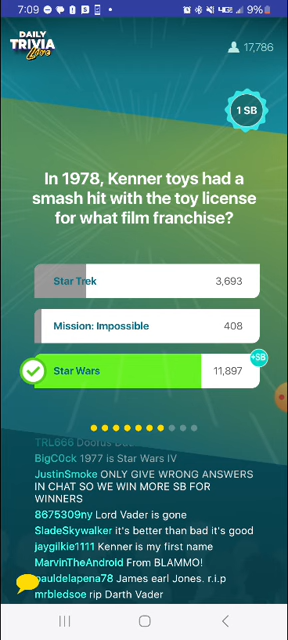 7:09
9%
DAILY
TRIVIA
17,786
1 SB
In 1978, Kenner toys had a
smash hit with the toy license
for what film franchise?
Star Trek 3,693
Mission: Impossible 408
+SB
Star Wars 11,897
TRL666
BigC0ck 1977 is Star Wars IV
JustinSmoke ONLY GIVE WRONG ANSWERS
IN CHAT SO WE WIN MORE SB FOR
WINNERS
8675309ny Lord Vader is gone
SladeSkywalker it's better than bad it's good
jaygilkie1111 Kenner is my first name
MarvinTheAndroid From BLAMMO!
pauldelapena78 James earl Jones. r.i.p
mrbledsoe rip Darth Vader